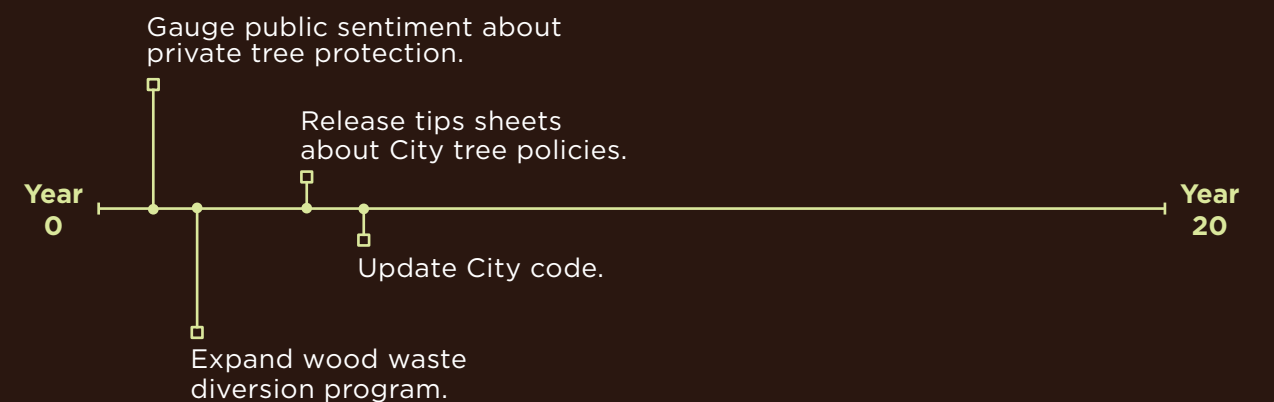 Gauge public sentiment about
private tree protection.
Release tips sheets
about City tree policies.
Year
0
Year
20
Update City code.
Expand wood waste
diversion program.